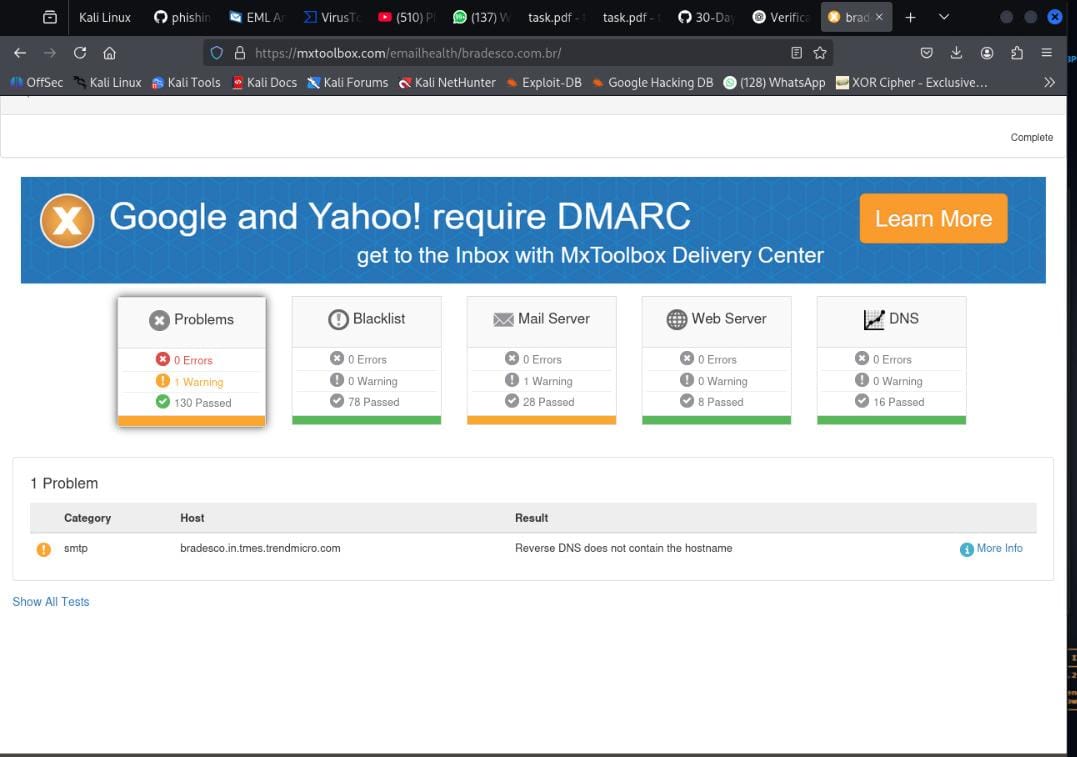 Kali Linux phishin EML An VirusTo (510) P (137) W task.pdf - task.pdf - 30-Day Verifica brad
https://mxtoolbox.com/emailhealth/bradesco.com.br/
OffSec Kali Linux Kali Tools Kali Docs Kali Forums Kali NetHunter Exploit-DB Google Hacking DB (128) WhatsApp XOR Cipher - Exclusive…
Complete
Google and Yahoo! require DMARC
get to the Inbox with MxToolbox Delivery Center
Learn More
Problems Blacklist Mail Server Web Server DNS
0 Errors 0 Errors 0 Errors 0 Errors 0 Errors
1 Warning 0 Warning 1 Warning 0 Warning 0 Warning
130 Passed 78 Passed 28 Passed 8 Passed 16 Passed
1 Problem
Category Host Result
smtp bradesco.in.tmes.trendmicro.com Reverse DNS does not contain the hostname More Info
Show All Tests